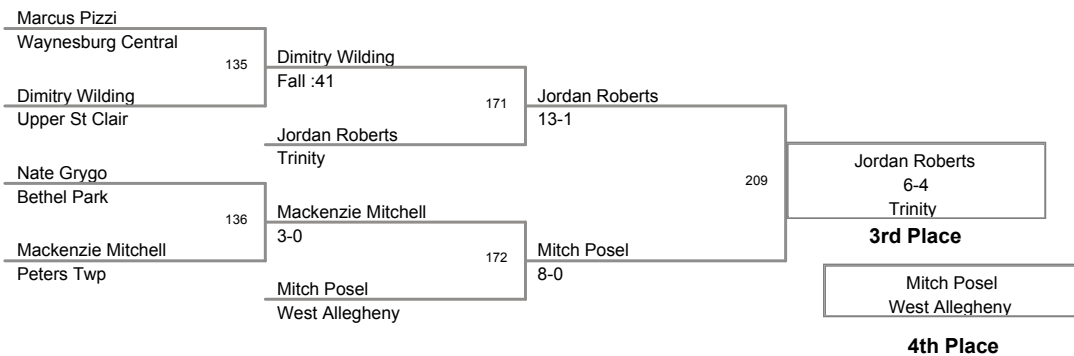 Marcus Pizzi
Waynesburg Central
135
Dimitry Wilding
Upper St Clair
Dimitry Wilding
Fall :41
171
Jordan Roberts
Trinity
Jordan Roberts
13-1
Nate Grygo
Bethel Park
136
Mackenzie Mitchell
Peters Twp
Mackenzie Mitchell
3-0
172
Mitch Posel
West Allegheny
Mitch Posel
8-0
209
Jordan Roberts
6-4
Trinity
3rd Place
Mitch Posel
West Allegheny
4th Place